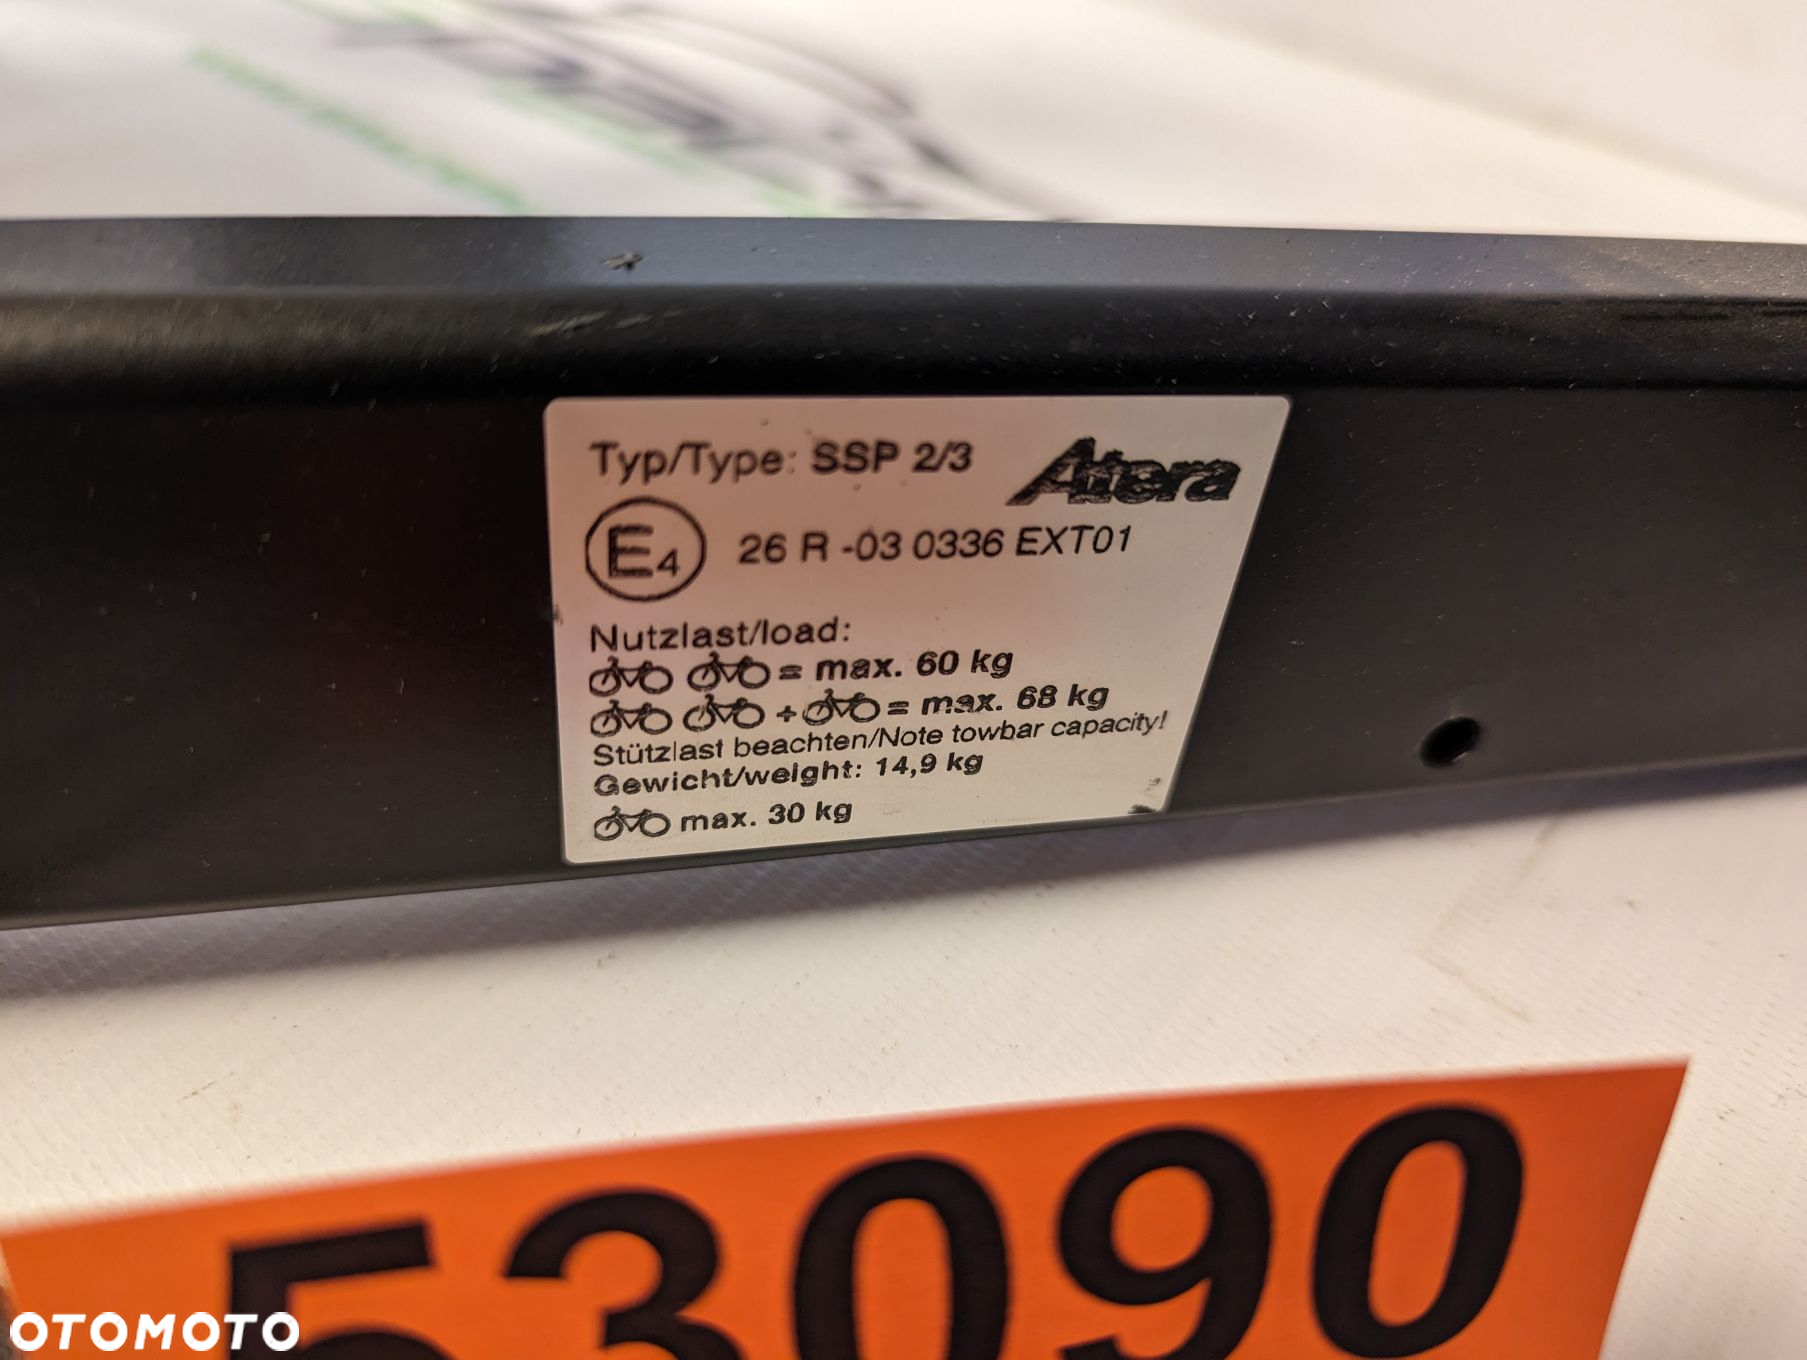 Typ/Type: SSP 2/3 Atera
E4 26 R -03 0336 EXT01
Nutzlast/load:
= max. 60 kg
+ = max. 68 kg
Stützlast beachten/Note towbar capacity!
Gewicht/weight: 14,9 kg
max. 30 kg
53090
OTOMOTO